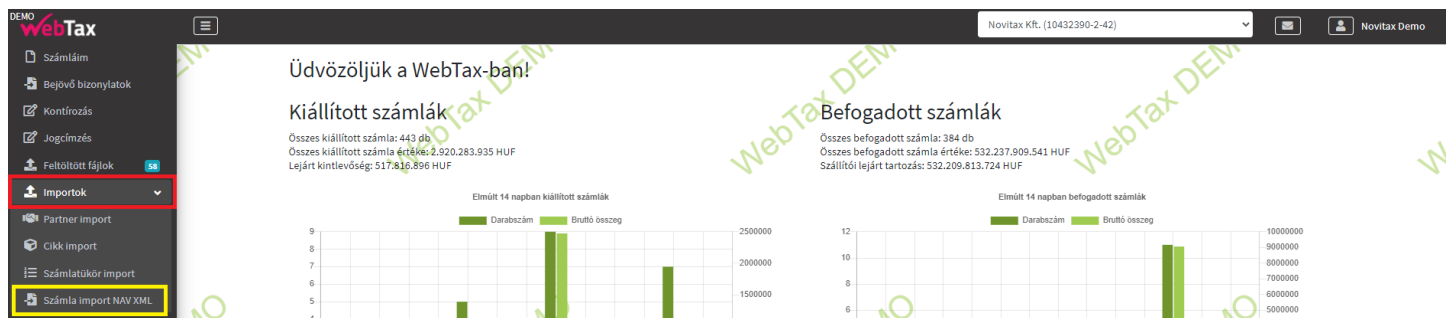 DEMO
WebTax
Novitax Kft. (10432390-2-42)
Novitax Demo
Számláim
Bejövő bizonylatok
Kontírozás
Jogcímzés
Feltöltött fájlok 58
Importok
Partner import
Cikk import
Számlatükör import
Számla import NAV XML
Üdvözöljük a WebTax-ban!
Kiállított számlák
Összes kiállított számla: 443 db
Összes kiállított számla értéke: 2.920.283.935 HUF
Lejárt kintlevőség: 517.816.896 HUF
Elmúlt 14 napban kiállított számlák
Darabszám Bruttó összeg
9
8
7
6
5
2500000
2000000
1500000
Befogadott számlák
Összes befogadott számla: 384 db
Összes befogadott számla értéke: 532.237.909.541 HUF
Szállítói lejárt tartozás: 532.209.813.724 HUF
Elmúlt 14 napban befogadott számlák
Darabszám Bruttó összeg
12
10
8
6
10000000
9000000
8000000
7000000
6000000
5000000
WebTax DEMO
WebTax DEMO